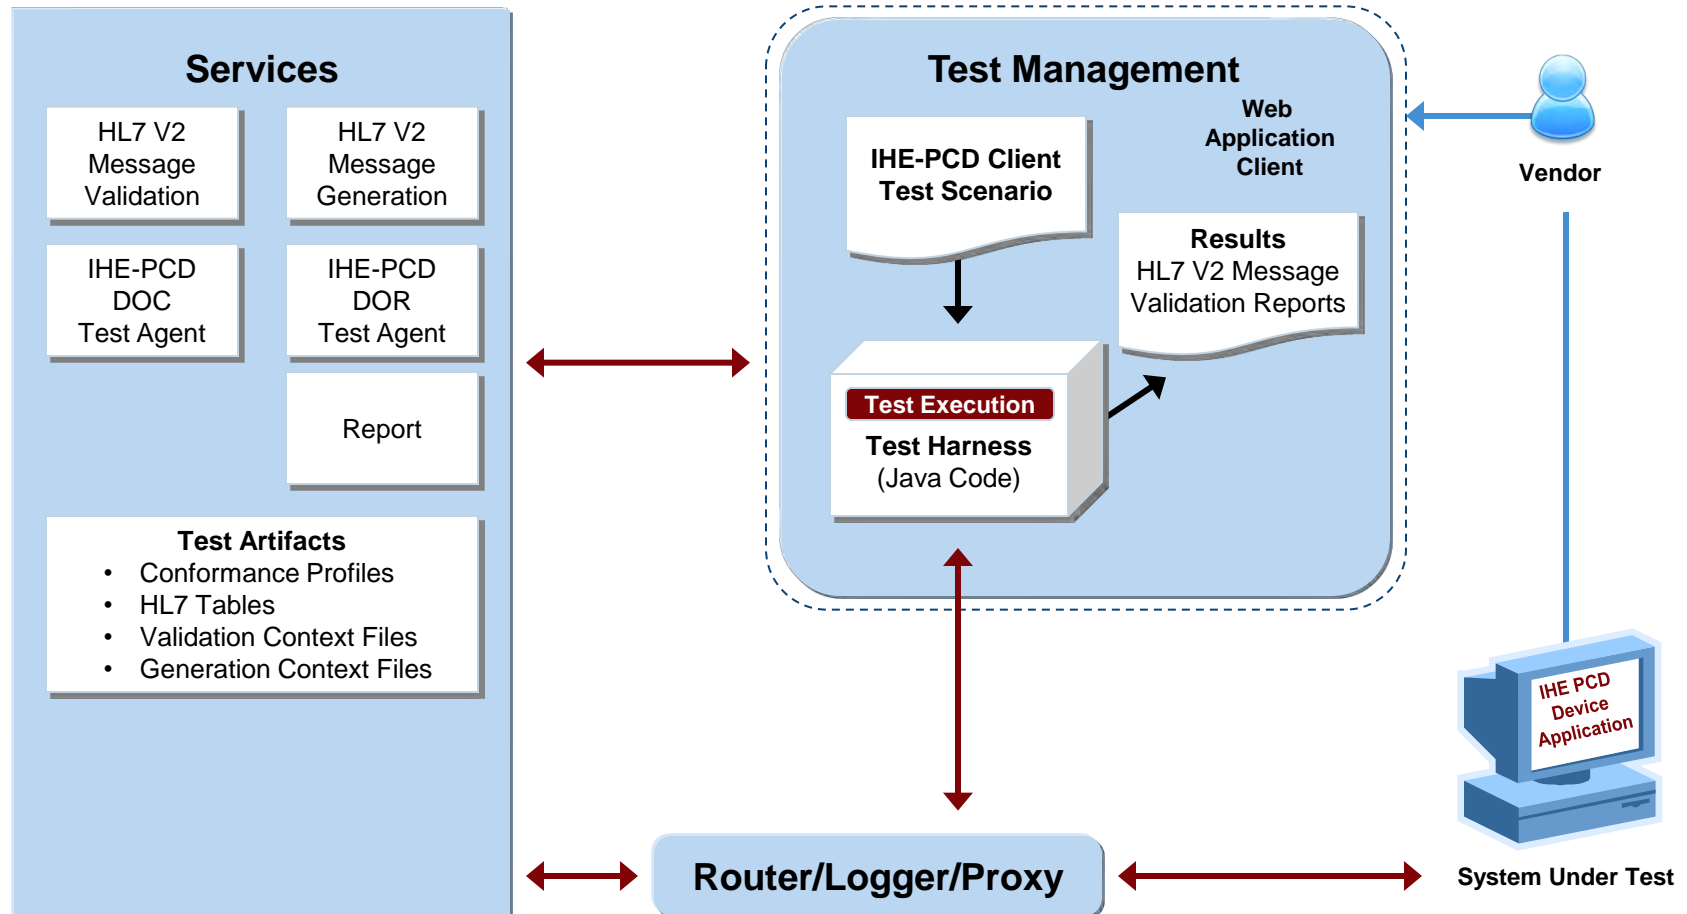 Services
HL7 V2
Message
Validation
HL7 V2
Message
Generation
IHE-PCD
DOC
Test Agent
IHE-PCD
DOR
Test Agent
Report
Test Artifacts
• Conformance Profiles
• HL7 Tables
• Validation Context Files
• Generation Context Files
Test Management
Web
Application
Client
IHE-PCD Client
Test Scenario
Results
HL7 V2 Message
Validation Reports
Test Execution
Test Harness
(Java Code)
Vendor
IHE PCD
Device
Application
System Under Test
Router/Logger/Proxy